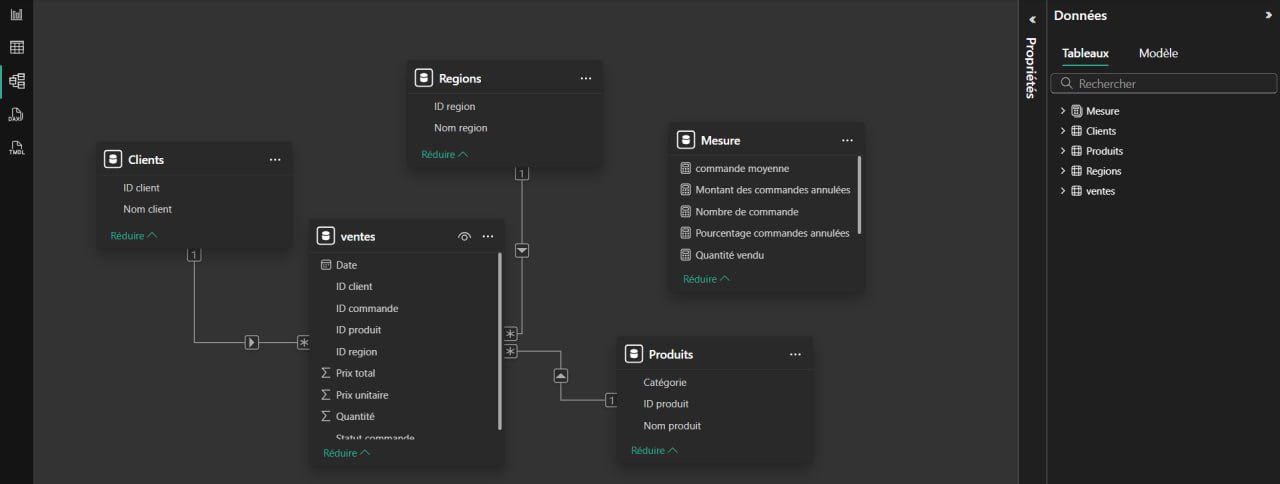 DAX
TMDL
Regions
ID region
Nom region
Réduire
Clients
ID client
Nom client
Réduire
ventes
Date
ID client
ID commande
ID produit
ID region
Prix total
Prix unitaire
Quantité
Statut commande
Réduire
Mesure
commande moyenne
Montant des commandes annulées
Nombre de commande
Pourcentage commandes annulées
Quantité vendu
Réduire
Produits
Catégorie
ID produit
Nom produit
Réduire
1
1
1
*
*
*
Propriétés
Données
Tableaux Modèle
Rechercher
Mesure
Clients
Produits
Regions
ventes